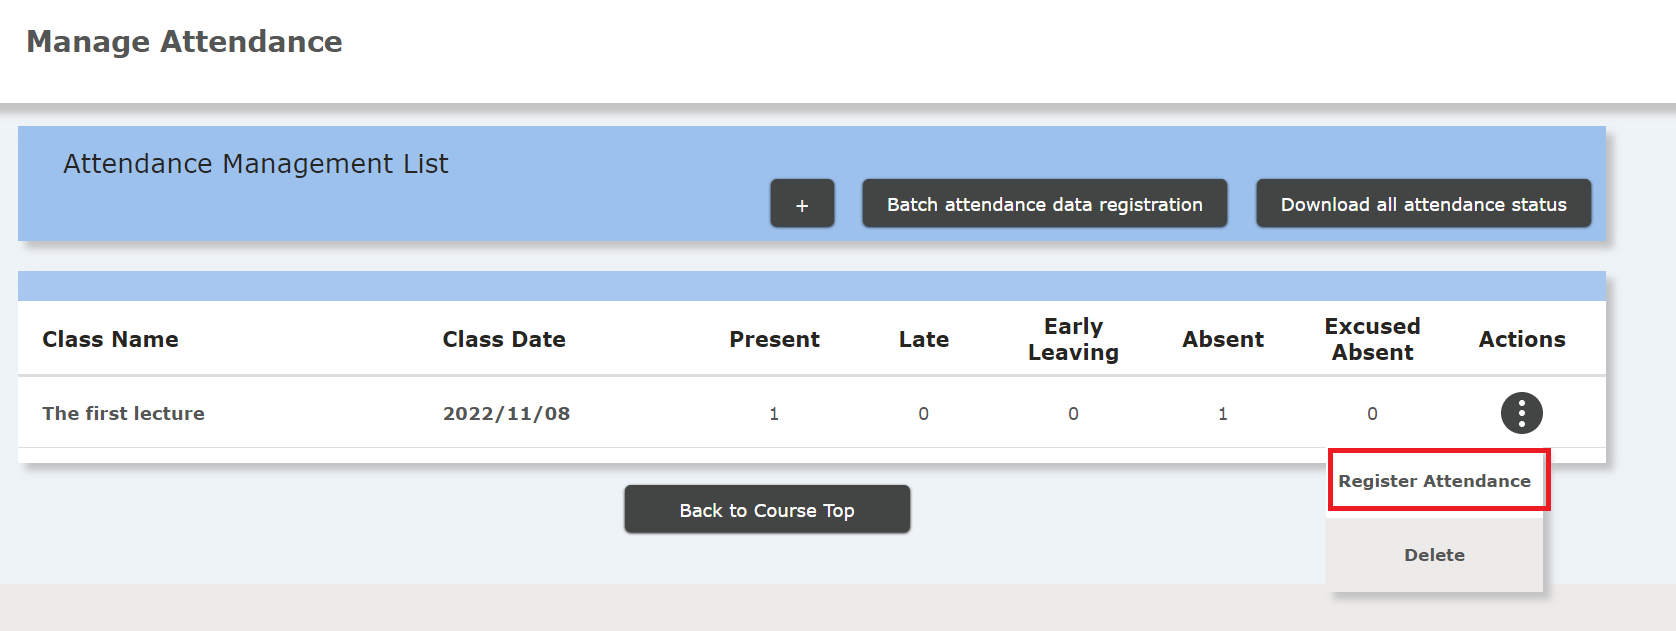 Manage Attendance
Attendance Management List
+ Batch attendance data registration Download all attendance status
Class Name Class Date Present Late Early Leaving Absent Excused Absent Actions
The first lecture 2022/11/08 1 0 0 1 0
Register Attendance
Back to Course Top
Delete